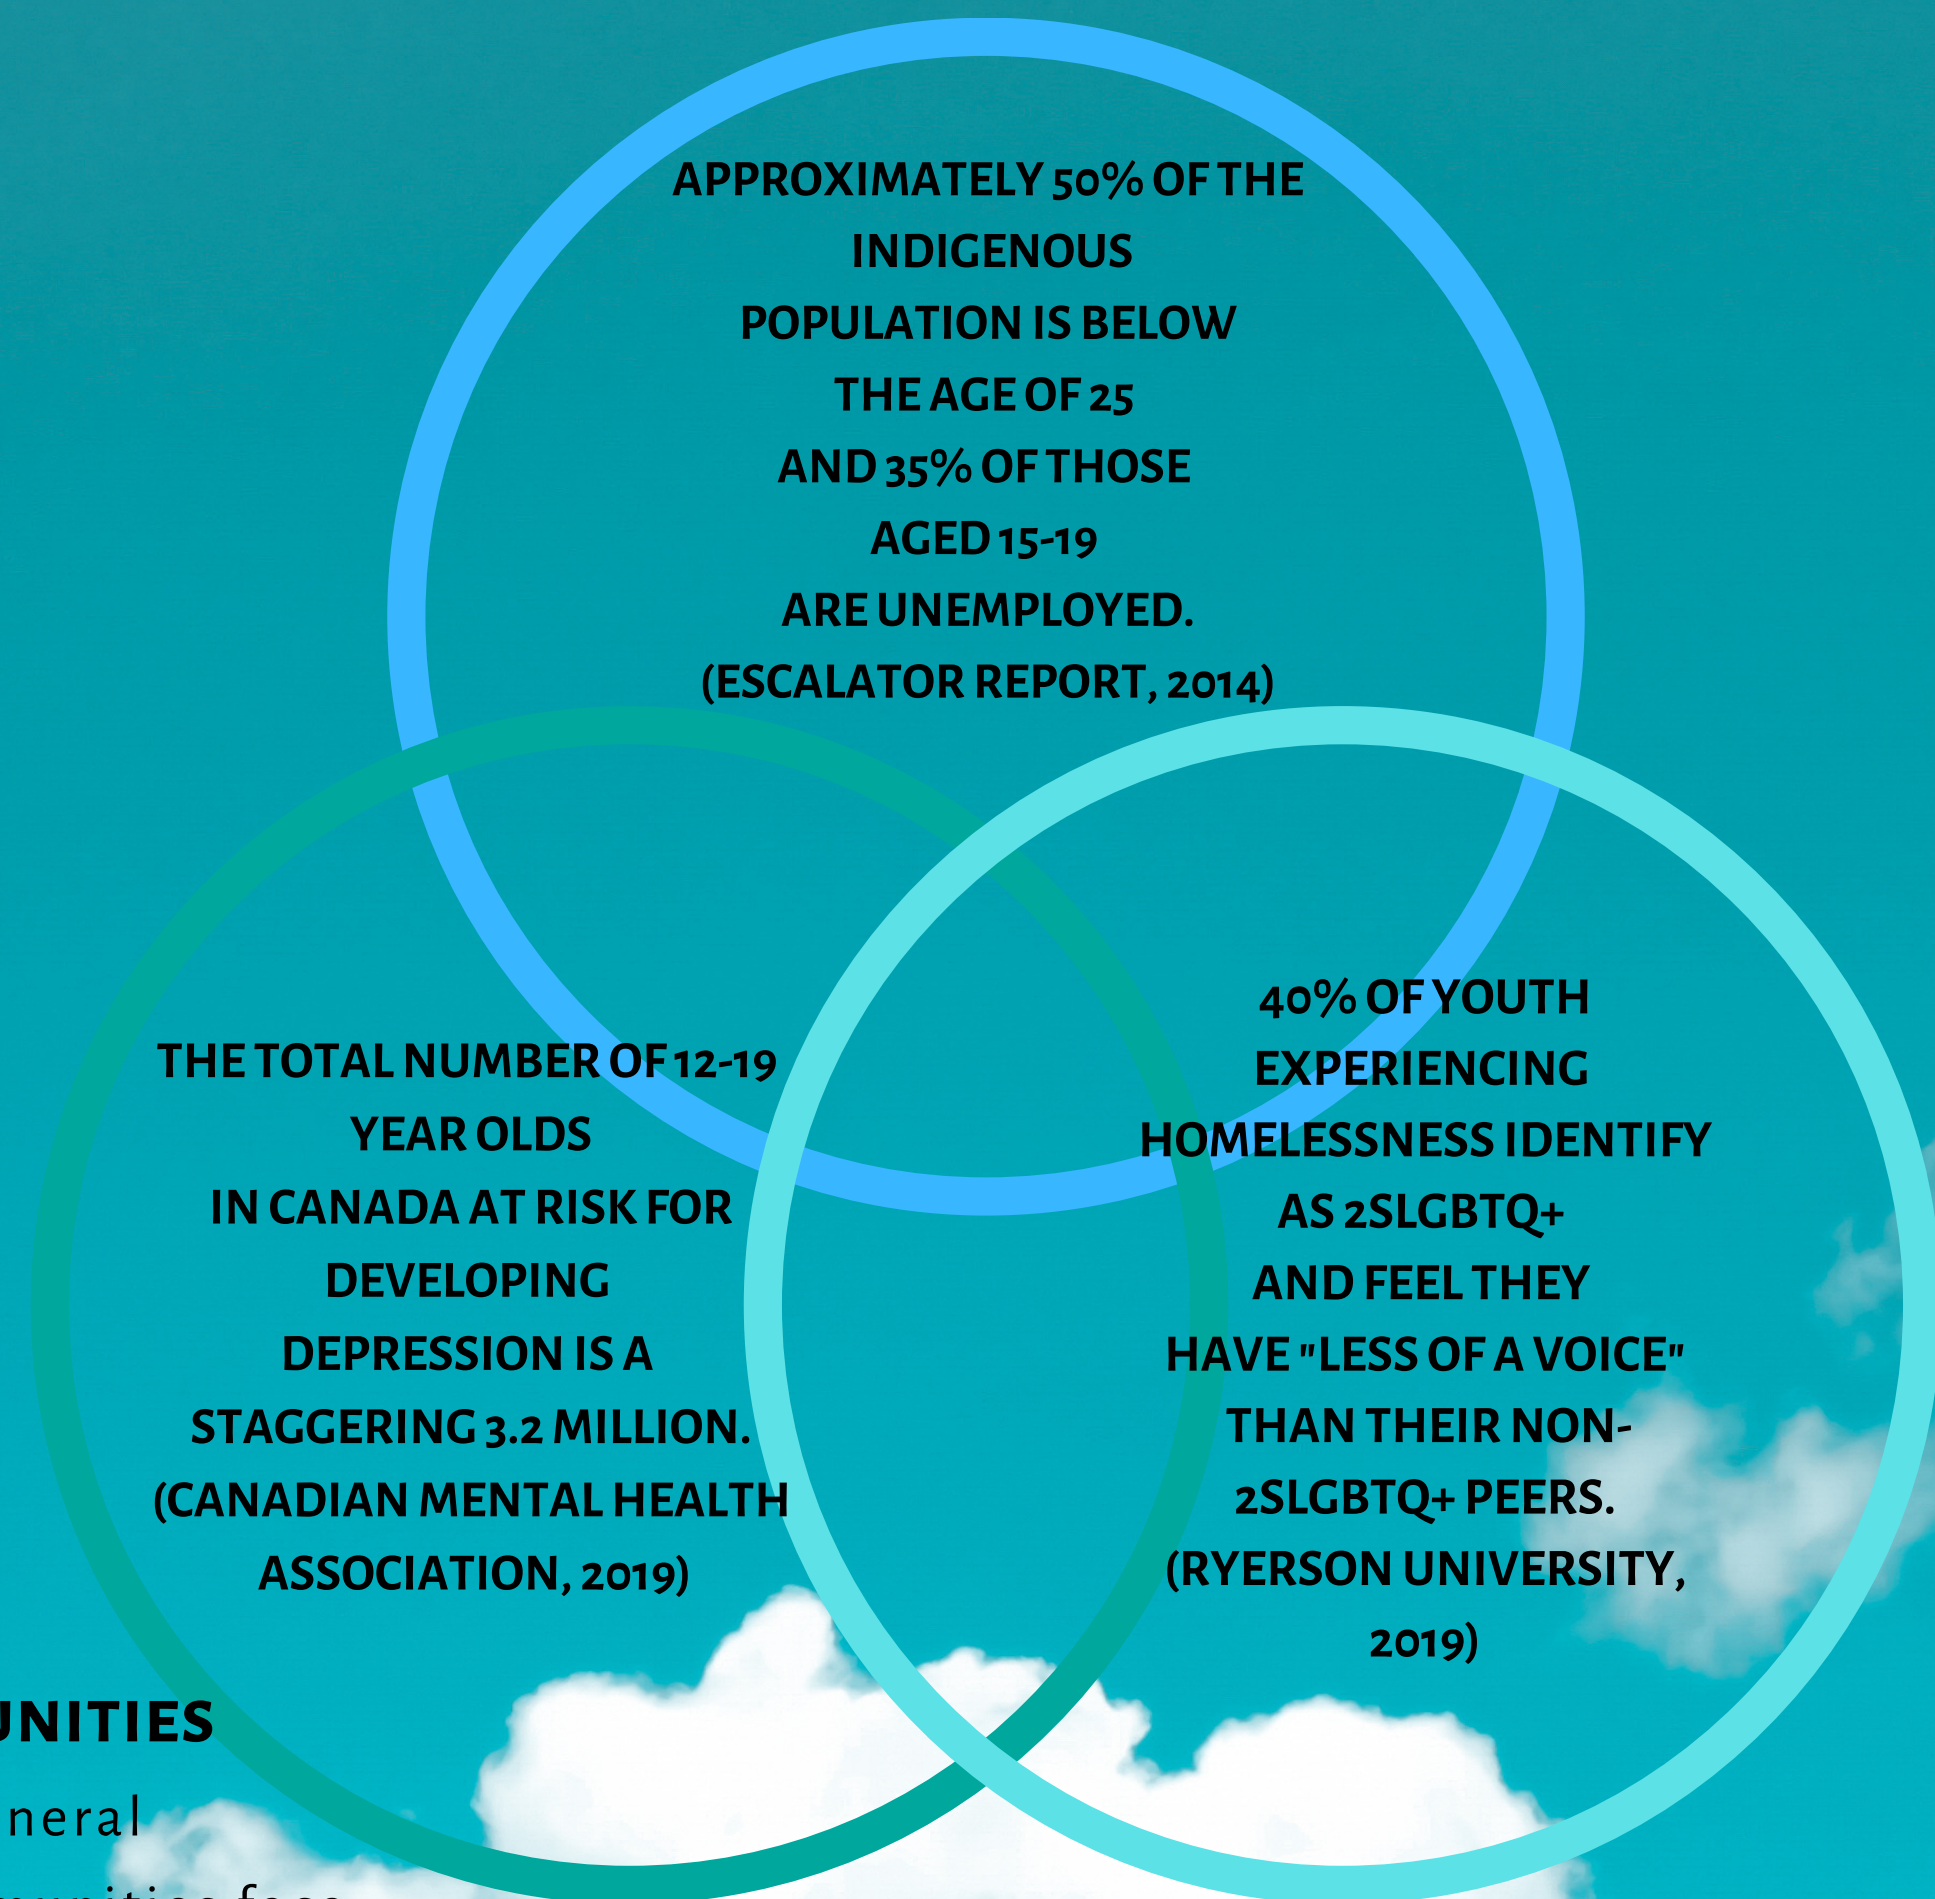 APPROXIMATELY 50% OF THE
INDIGENOUS
POPULATION IS BELOW
THE AGE OF 25
AND 35% OF THOSE
AGED 15-19
ARE UNEMPLOYED.
(ESCALATOR REPORT, 2014)
THE TOTAL NUMBER OF 12-19
YEAR OLDS
IN CANADA AT RISK FOR
DEVELOPING
DEPRESSION IS A
STAGGERING 3.2 MILLION.
(CANADIAN MENTAL HEALTH
ASSOCIATION, 2019)
40% OF YOUTH
EXPERIENCING
HOMELESSNESS IDENTIFY
AS 2SLGBTQ+
AND FEEL THEY
HAVE "LESS OF A VOICE"
THAN THEIR NON-
2SLGBTQ+ PEERS.
(RYERSON UNIVERSITY,
2019)
UNITIES
neral